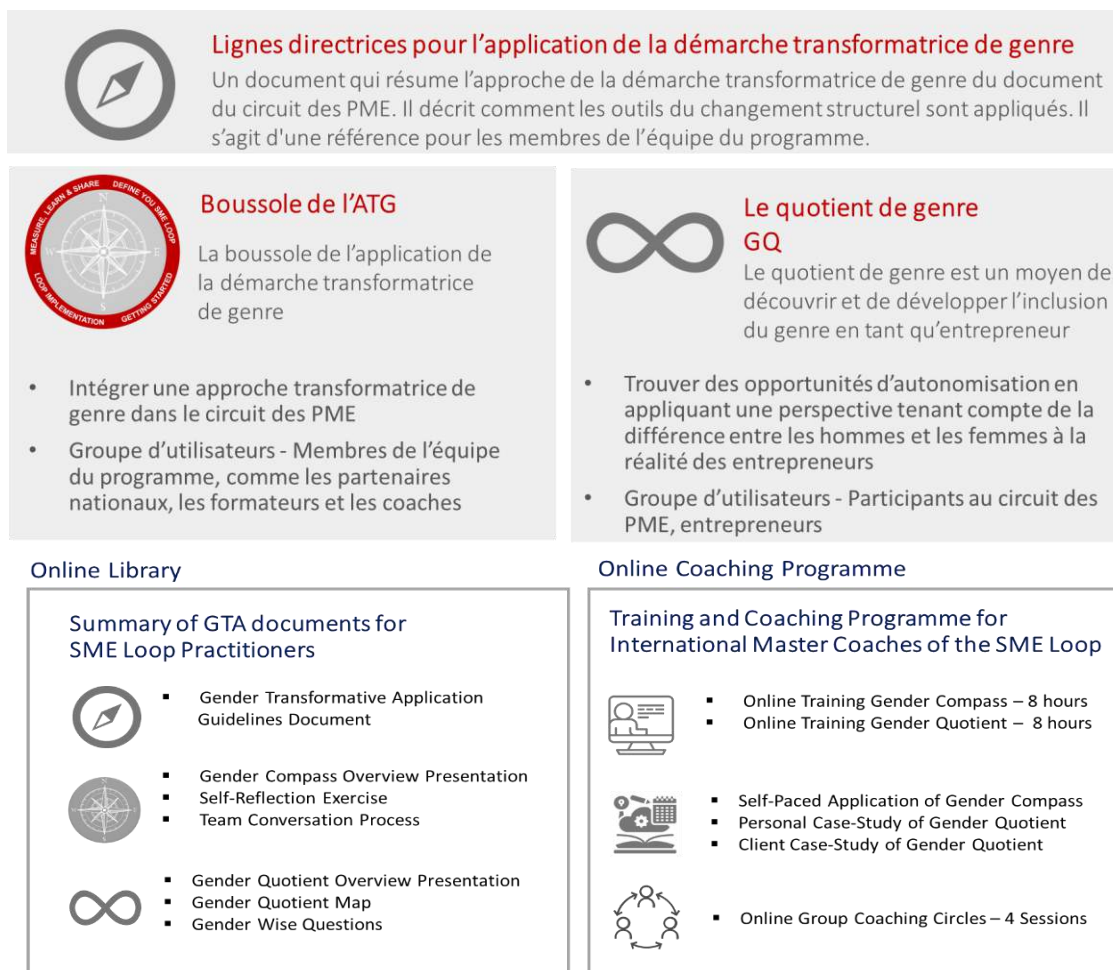 Lignes directrices pour l’application de la démarche transformatrice de genre
Un document qui résume l’approche de la démarche transformatrice de genre du document
du circuit des PME. Il décrit comment les outils du changement structurel sont appliqués. Il
s’agit d'une référence pour les membres de l’équipe du programme.
MEASURE, LEARN & SHARE
DEFINE YOU SME LOOP
GETTING STARTED
LOOP IMPLEMENTATION
N
W
E
S
Boussole de l’ATG
La boussole de l’application de
la démarche transformatrice
de genre
• Intégrer une approche transformatrice de
genre dans le circuit des PME
• Groupe d’utilisateurs - Membres de l’équipe
du programme, comme les partenaires
nationaux, les formateurs et les coaches
Le quotient de genre
GQ
Le quotient de genre est un moyen de
découvrir et de développer l’inclusion
du genre en tant qu’entrepreneur
• Trouver des opportunités d’autonomisation en
appliquant une perspective tenant compte de la
différence entre les hommes et les femmes à la
réalité des entrepreneurs
• Groupe d’utilisateurs - Participants au circuit des
PME, entrepreneurs
Online Library
Summary of GTA documents for
SME Loop Practitioners
▪ Gender Transformative Application
Guidelines Document
▪ Gender Compass Overview Presentation
▪ Self-Reflection Exercise
▪ Team Conversation Process
▪ Gender Quotient Overview Presentation
▪ Gender Quotient Map
▪ Gender Wise Questions
Online Coaching Programme
Training and Coaching Programme for
International Master Coaches of the SME Loop
▪ Online Training Gender Compass – 8 hours
▪ Online Training Gender Quotient – 8 hours
▪ Self-Paced Application of Gender Compass
▪ Personal Case-Study of Gender Quotient
▪ Client Case-Study of Gender Quotient
▪ Online Group Coaching Circles – 4 Sessions